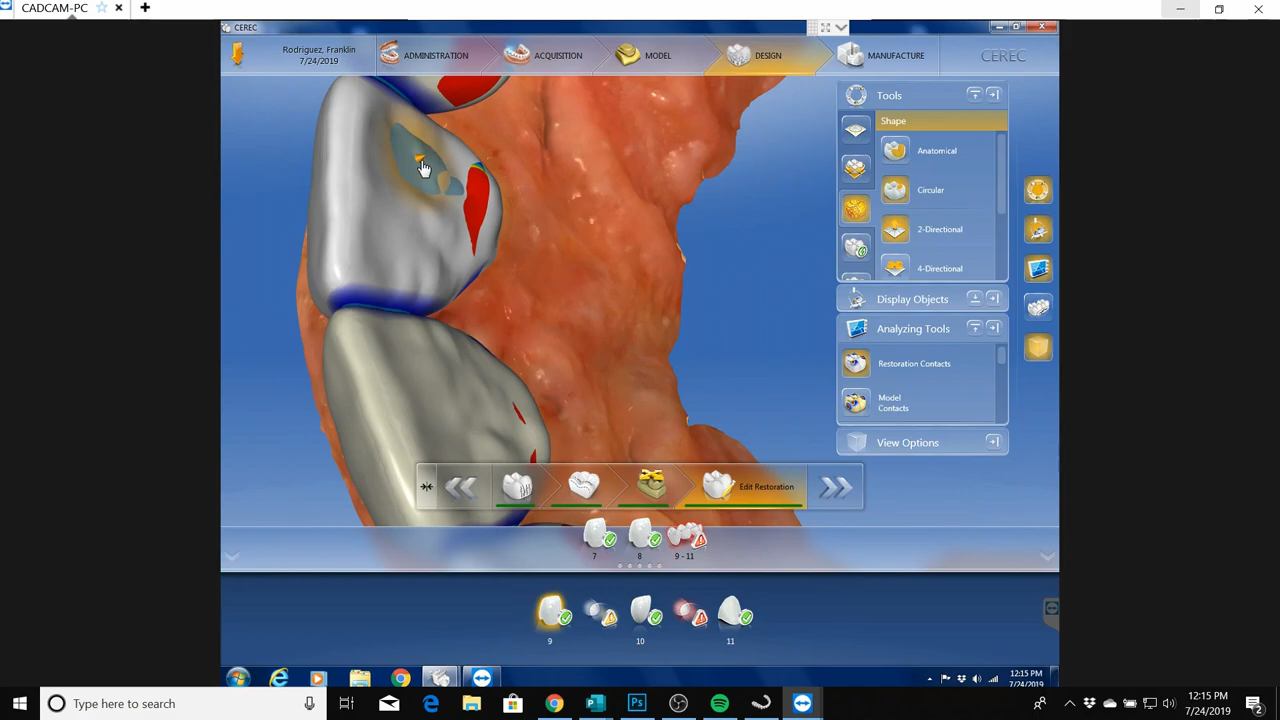 CADCAM-PC
CEREC
Rodriguez, Franklin
7/24/2019
ADMINISTRATION
ACQUISITION
MODEL
DESIGN
MANUFACTURE
CEREC
Tools
Shape
Anatomical
Circular
2-Directional
4-Directional
Display Objects
Analyzing Tools
Restoration Contacts
Model
Contacts
View Options
Edit Restoration
7
8
9 - 11
9
10
11
12:15 PM
7/24/2019
Type here to search
12:15 PM
7/24/2019
2